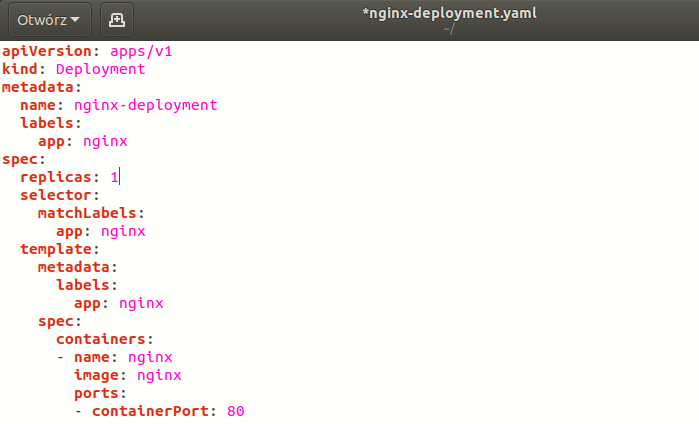 Otwórz
*nginx-deployment.yaml
~/
apiVersion: apps/v1
kind: Deployment
metadata:
  name: nginx-deployment
  labels:
    app: nginx
spec:
  replicas: 1
  selector:
    matchLabels:
      app: nginx
  template:
    metadata:
      labels:
        app: nginx
    spec:
      containers:
      - name: nginx
        image: nginx
        ports:
        - containerPort: 80